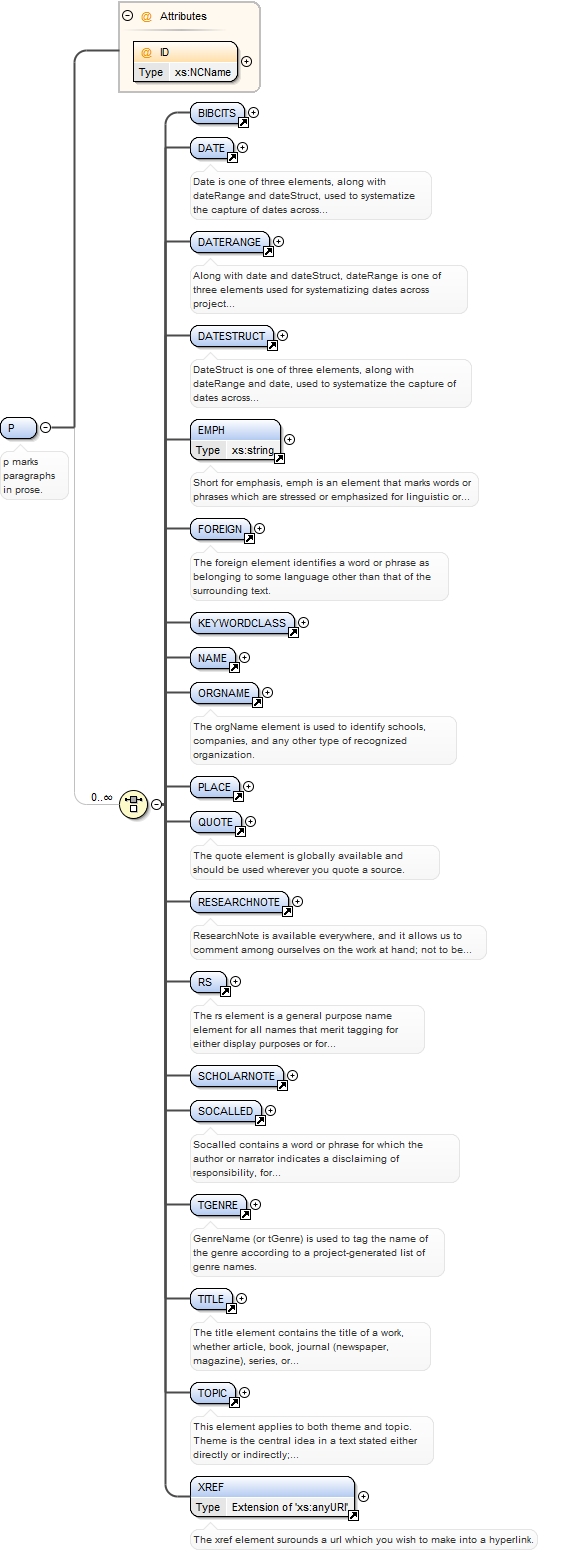 @ Attributes
@ ID
Type xs:NCName
BIBCITS
DATE
Date is one of three elements, along with
dateRange and dateStruct, used to systematize
the capture of dates across...
DATERANGE
Along with date and dateStruct, dateRange is one of
three elements used for systematizing dates across
project...
DATESTRUCT
DateStruct is one of three elements, along with
dateRange and date, used to systematize the capture of
dates across...
P
p marks
paragraphs
in prose.
EMPH
Type xs:string
Short for emphasis, emph is an element that marks words or
phrases which are stressed or emphasized for linguistic or...
FOREIGN
The foreign element identifies a word or phrase as
belonging to some language other than that of the
surrounding text.
KEYWORDCLASS
NAME
ORGNAME
The orgName element is used to identify schools,
companies, and any other type of recognized
organization.
PLACE
0..∞
QUOTE
The quote element is globally available and
should be used wherever you quote a source.
RESEARCHNOTE
ResearchNote is available everywhere, and it allows us to
comment among ourselves on the work at hand; not to be...
RS
The rs element is a general purpose name
element for all names that merit tagging for
either display purposes or for...
SCHOLARNOTE
SOCALLED
Socalled contains a word or phrase for which the
author or narrator indicates a disclaiming of
responsibility, for...
TGENRE
GenreName (or tGenre) is used to tag the name of
the genre according to a project-generated list of
genre names.
TITLE
The title element contains the title of a work,
whether article, book, journal (newspaper,
magazine), series, or...
TOPIC
This element applies to both theme and topic.
Theme is the central idea in a text stated either
directly or indirectly;...
XREF
Type Extension of 'xs:anyURI'
The xref element surounds a url which you wish to make into a hyperlink.